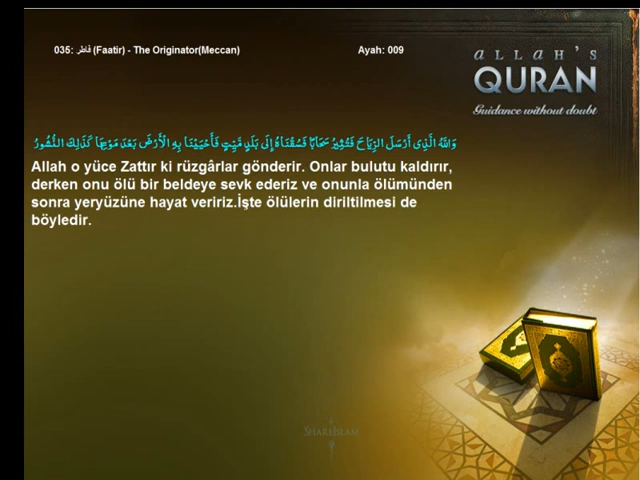 035: فاطر (Faatir) - The Originator(Meccan)
Ayah: 009
ALLAH'S
QURAN
Guidance without doubt
وَاللَّهُ الَّذِي أَرْسَلَ الرِّيَاحَ فَتُثِيرُ سَحَابًا فَسُقْنَاهُ إِلَى بَلَدٍ مَّيِّتٍ فَأَحْيَيْنَا بِهِ الْأَرْضَ بَعْدَ مَوْتِهَا كَذَلِكَ النُّشُورُ
Allah o yüce Zattır ki rüzgârlar gönderir. Onlar bulutu kaldırır,
derken onu ölü bir beldeye sevk ederiz ve onunla ölümünden
sonra yeryüzüne hayat veririz.İşte ölülerin diriltilmesi de
böyledir.
SHAREISLAM